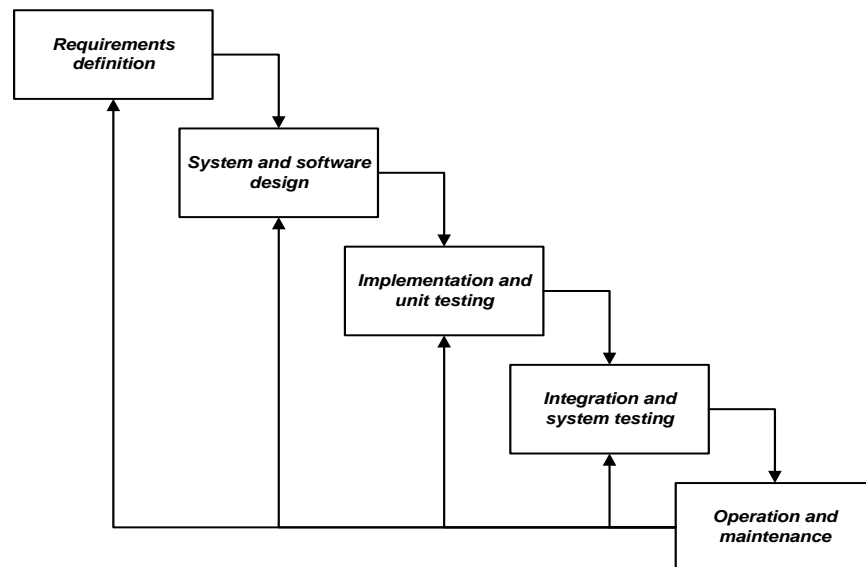 Requirements
definition
System and software
design
Implementation and
unit testing
Integration and
system testing
Operation and
maintenance